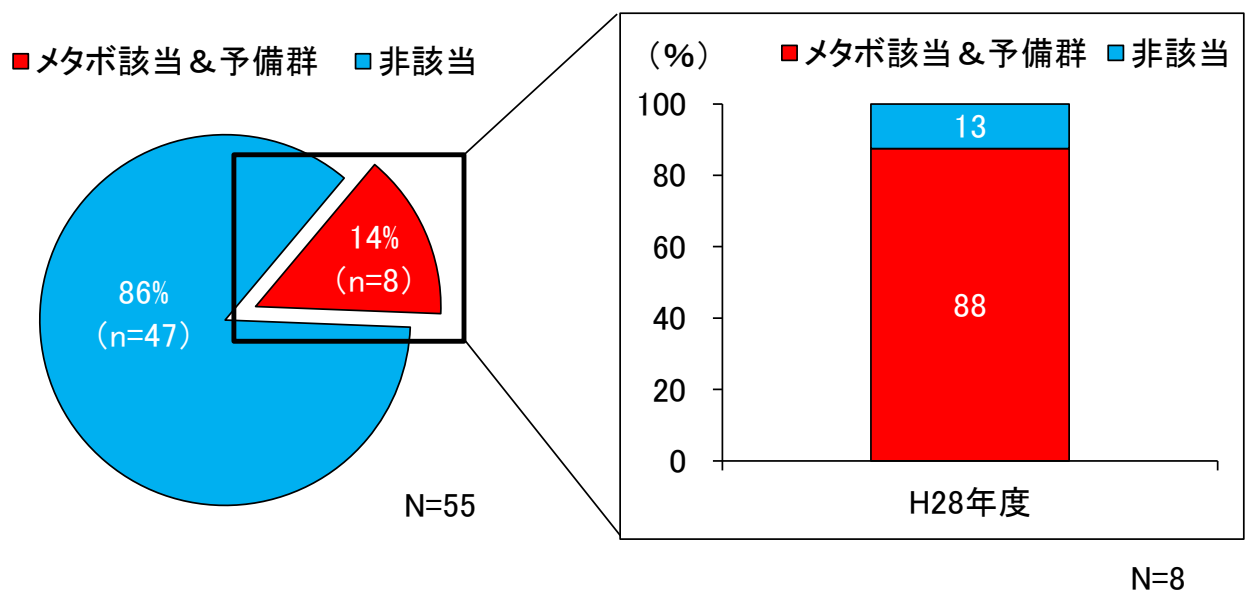 ■メタボ該当＆予備群 ■非該当
86%
（n=47）
14%
（n=8）
N=55
（%） ■メタボ該当＆予備群 ■非該当
100
80
60
40
20
0
13
88
H28年度
N=8